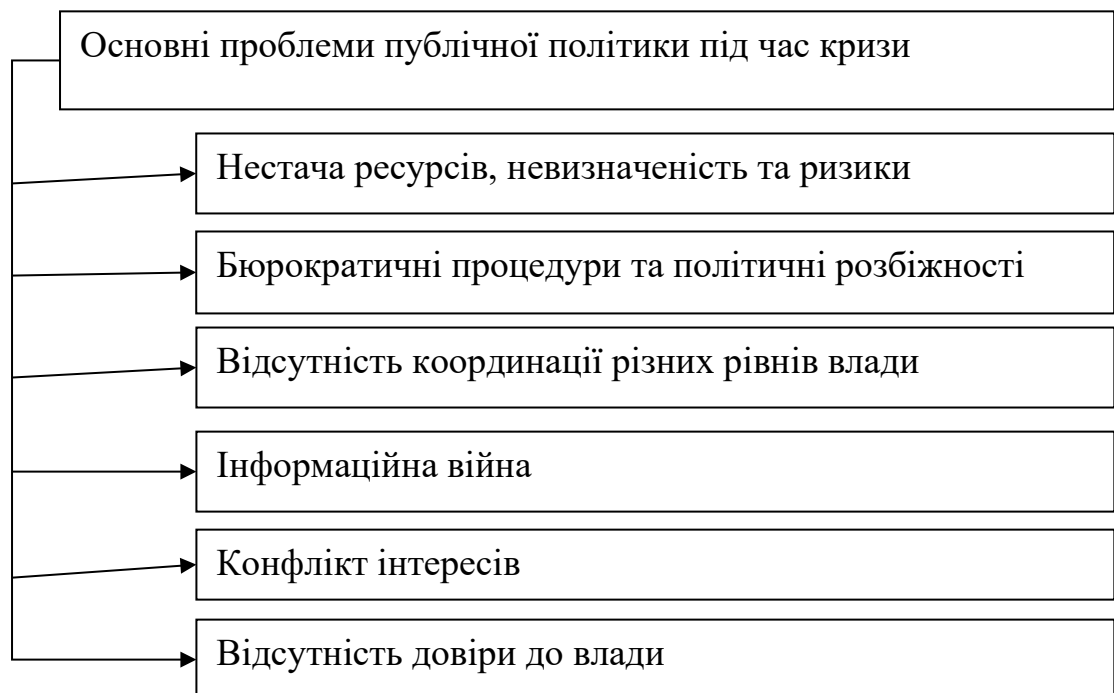 Основні проблеми публічної політики під час кризи
Нестача ресурсів, невизначеність та ризики
Бюрократичні процедури та політичні розбіжності
Відсутність координації різних рівнів влади
Інформаційна війна
Конфлікт інтересів
Відсутність довіри до влади